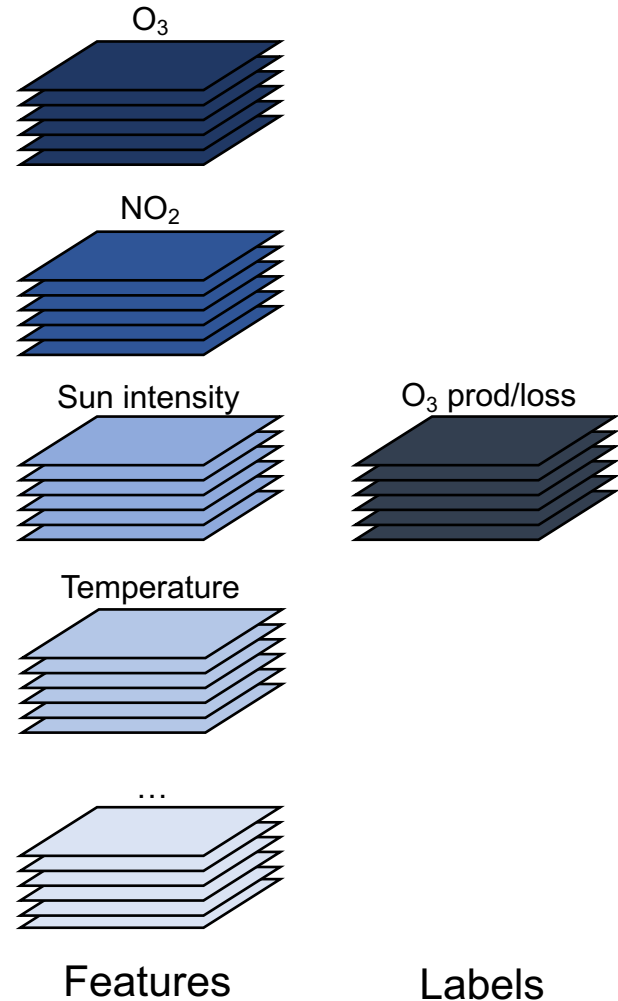 O₃
NO₂
Sun intensity
O₃ prod/loss
Temperature
...
Features
Labels